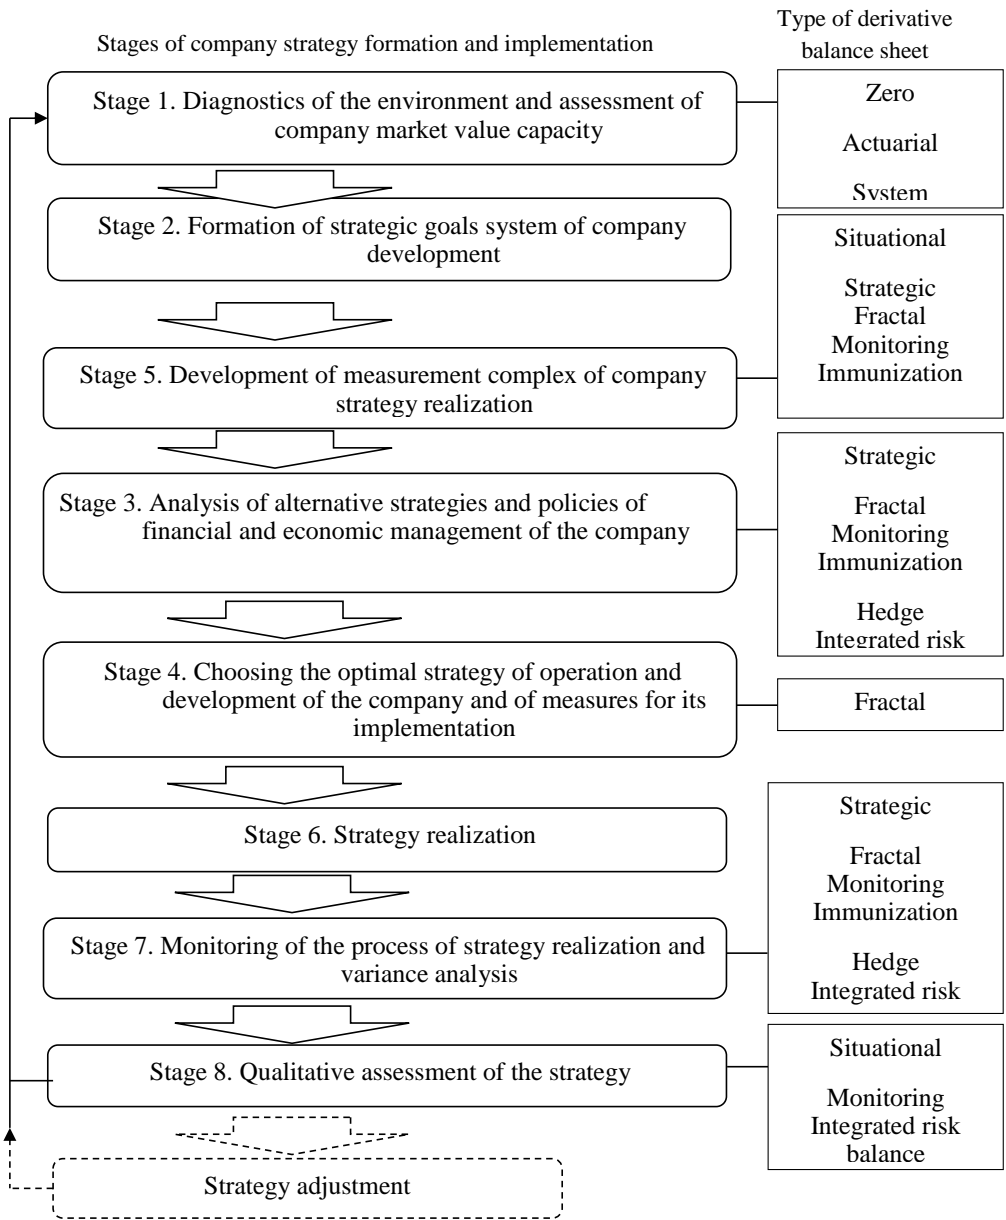 Stages of company strategy formation and implementation
Type of derivative
balance sheet
Stage 1. Diagnostics of the environment and assessment of
company market value capacity
Zero
Actuarial
System
Stage 2. Formation of strategic goals system of company
development
Situational
Strategic
Fractal
Monitoring
Immunization
Stage 5. Development of measurement complex of company
strategy realization
Stage 3. Analysis of alternative strategies and policies of
financial and economic management of the company
Strategic
Fractal
Monitoring
Immunization
Hedge
Integrated risk
Stage 4. Choosing the optimal strategy of operation and
development of the company and of measures for its
implementation
Fractal
Stage 6. Strategy realization
Strategic
Fractal
Monitoring
Immunization
Hedge
Integrated risk
Stage 7. Monitoring of the process of strategy realization and
variance analysis
Stage 8. Qualitative assessment of the strategy
Situational
Monitoring
Integrated risk
balance
Strategy adjustment